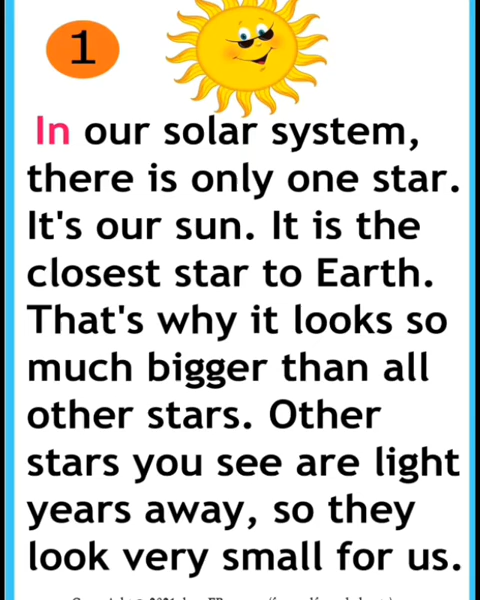 1
In our solar system,
there is only one star.
It's our sun. It is the
closest star to Earth.
That's why it looks so
much bigger than all
other stars. Other
stars you see are light
years away, so they
look very small for us.